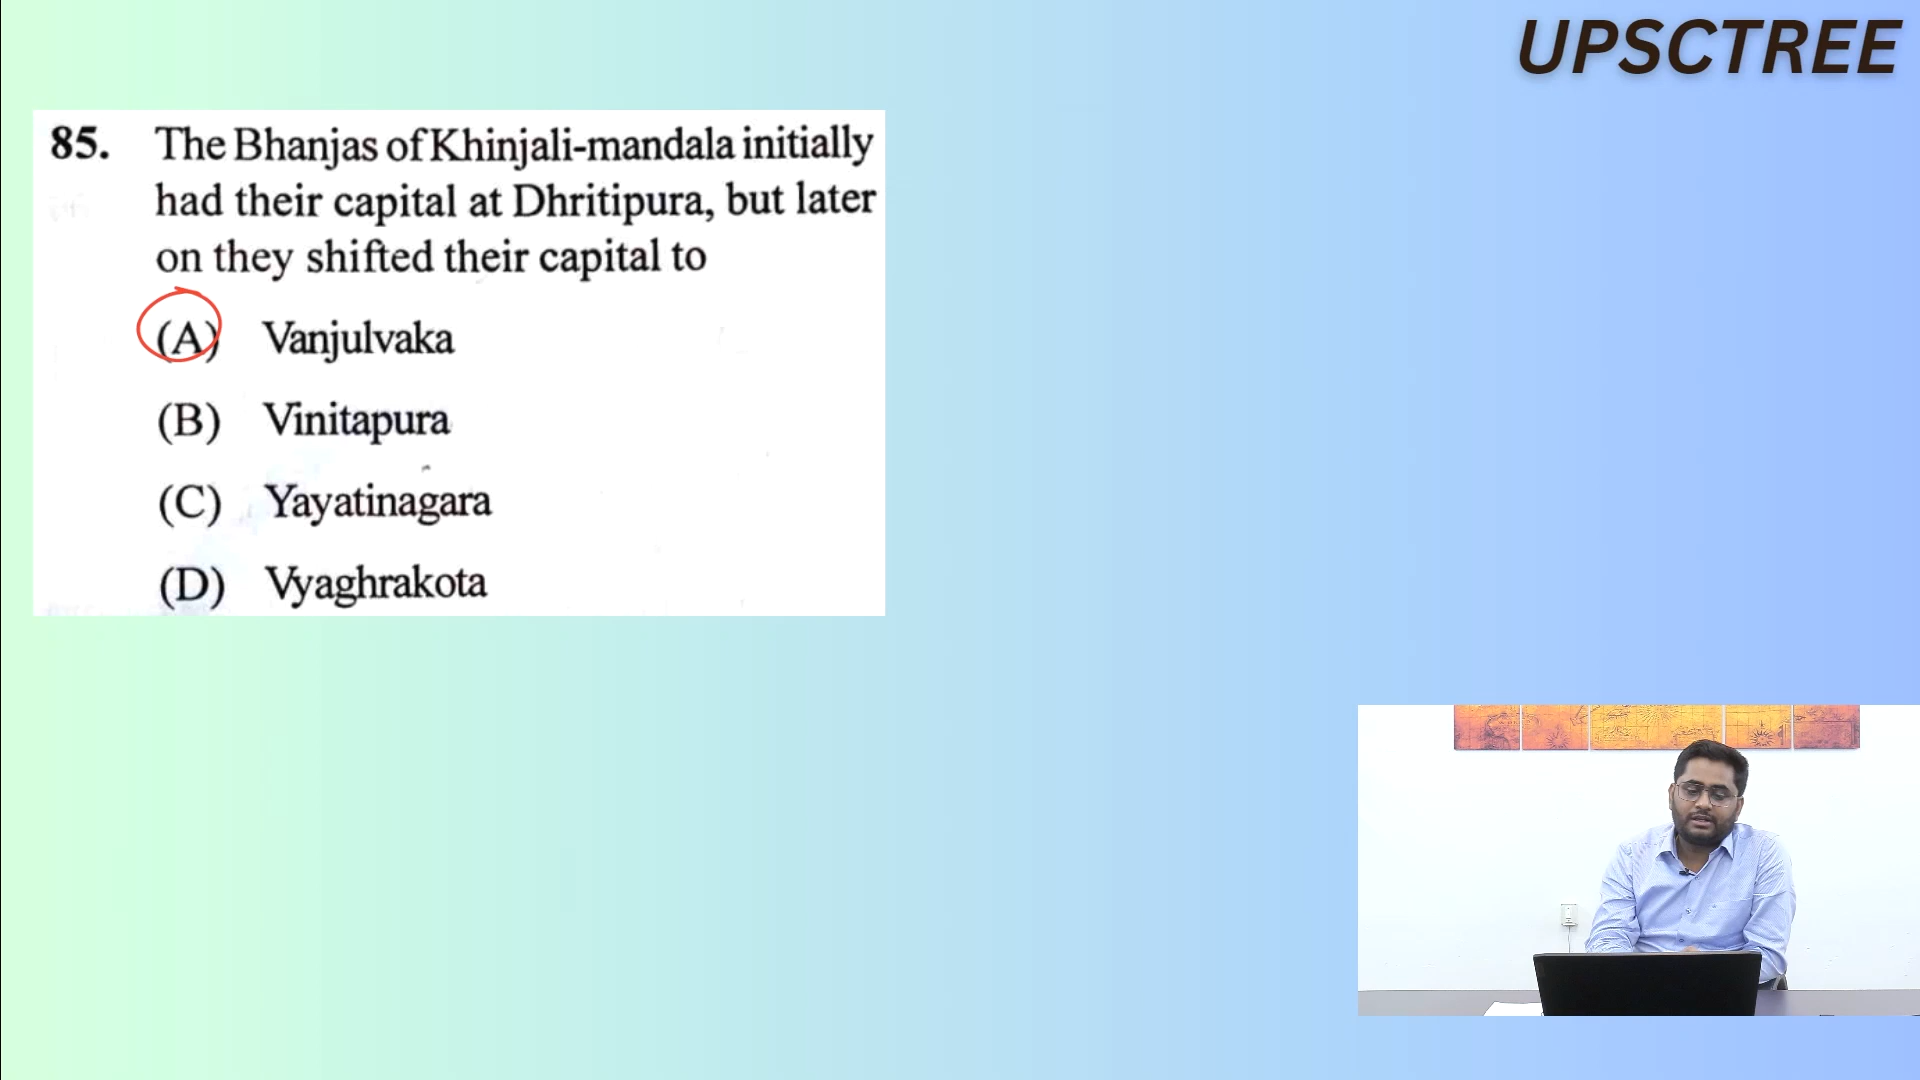 UPSCTREE
85. The Bhanjas of Khinjali-mandala initially
had their capital at Dhritipura, but later
on they shifted their capital to
(A) Vanjulvaka
(B) Vinitapura
(C) Yayatinagara
(D) Vyaghrakota